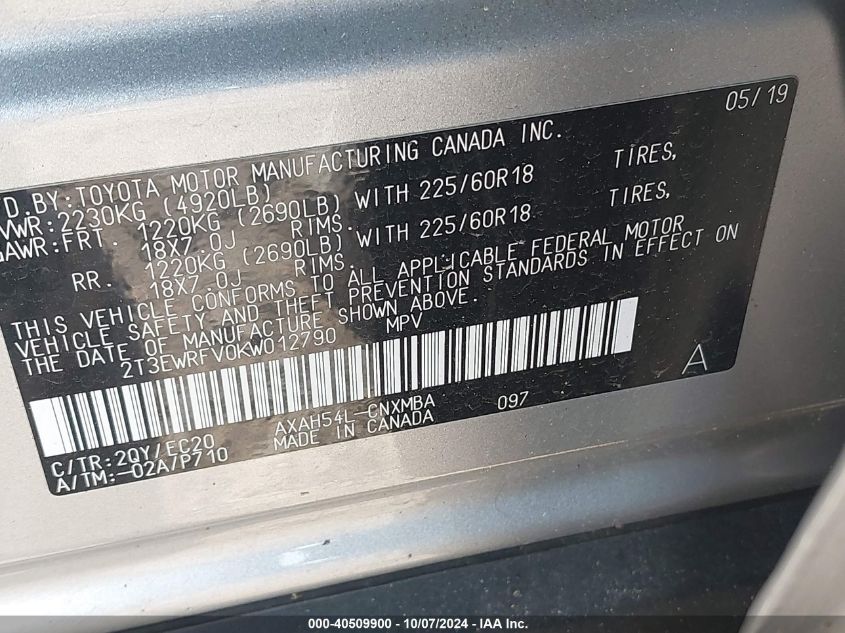 05/19
D.BY:TOYOTA MOTOR MANUFACTURING CANADA INC.
VWR:2230KG (4920LB)
GAWR:FRT. 1220KG (2690LB) WITH 225/60R18 TIRES,
18X7.0J RIMS.
RR. 1220KG (2690LB) WITH 225/60R18 TIRES,
18X7.0J RIMS.
THIS VEHICLE CONFORMS TO ALL APPLICABLE FEDERAL MOTOR
VEHICLE SAFETY AND THEFT PREVENTION STANDARDS IN EFFECT ON
THE DATE OF MANUFACTURE SHOWN ABOVE.
2T3EWRFV0KW012790 MPV
A
AXAH54L-CNXMBA 097
C/TR:2QY/EC20 MADE IN CANADA
A/TM:-02A/P710
000-40509900 - 10/07/2024 - IAA Inc.